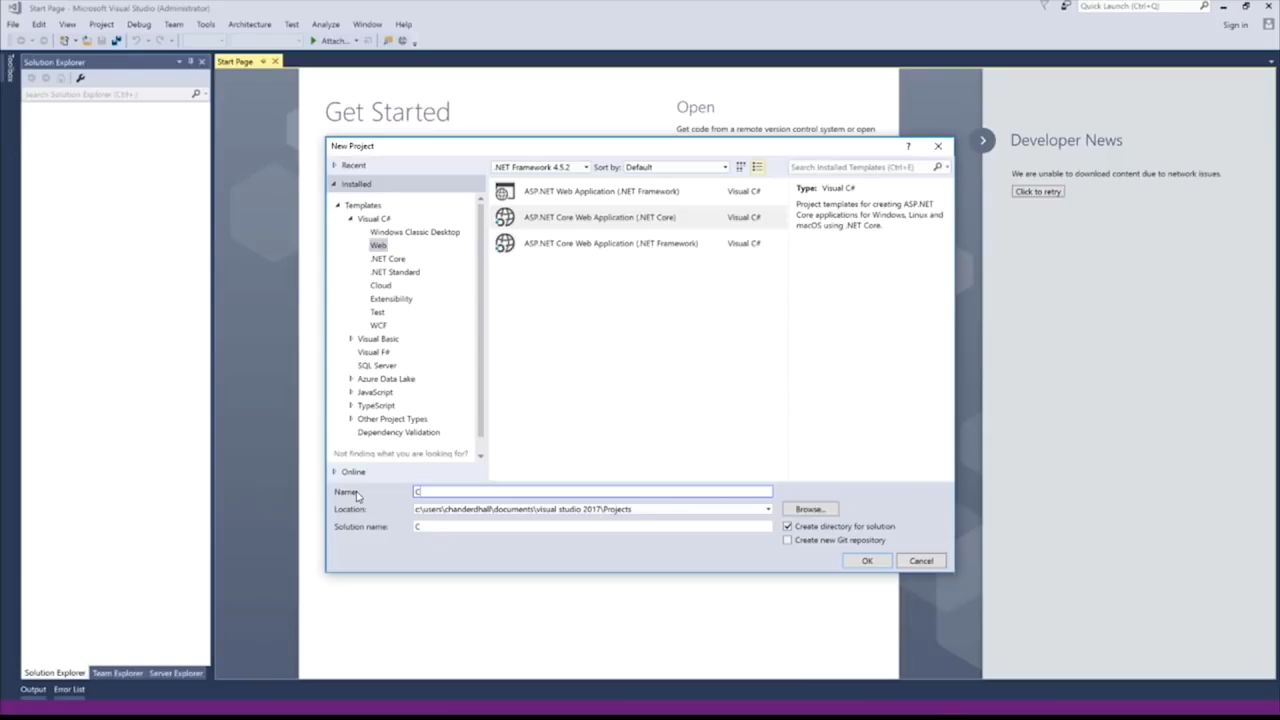 Start Page - Microsoft Visual Studio (Administrator)
Quick Launch (Ctrl+Q)
File Edit View Project Debug Team Tools Architecture Test Analyze Window Help
Sign in
Attach...
Toolbox
Solution Explorer
Start Page
Search Solution Explorer (Ctrl+;)
Get Started
Open
Get code from a remote version control system or open
Developer News
We are unable to download content due to network issues.
Click to retry
New Project
Recent
.NET Framework 4.5.2
Sort by: Default
Search Installed Templates (Ctrl+E)
Installed
Templates
Visual C#
Windows Classic Desktop
Web
.NET Core
.NET Standard
Cloud
Extensibility
Test
WCF
Visual Basic
Visual F#
SQL Server
Azure Data Lake
JavaScript
TypeScript
Other Project Types
Dependency Validation
Not finding what you are looking for?
Online
ASP.NET Web Application (.NET Framework) Visual C#
ASP.NET Core Web Application (.NET Core) Visual C#
ASP.NET Core Web Application (.NET Framework) Visual C#
Type: Visual C#
Project templates for creating ASP.NET
Core applications for Windows, Linux and
macOS using .NET Core.
Name: C
Location: c:\users\chanderdhall\documents\visual studio 2017\Projects
Browse...
Solution name: C
Create directory for solution
Create new Git repository
OK
Cancel
Solution Explorer Team Explorer Server Explorer
Output Error List